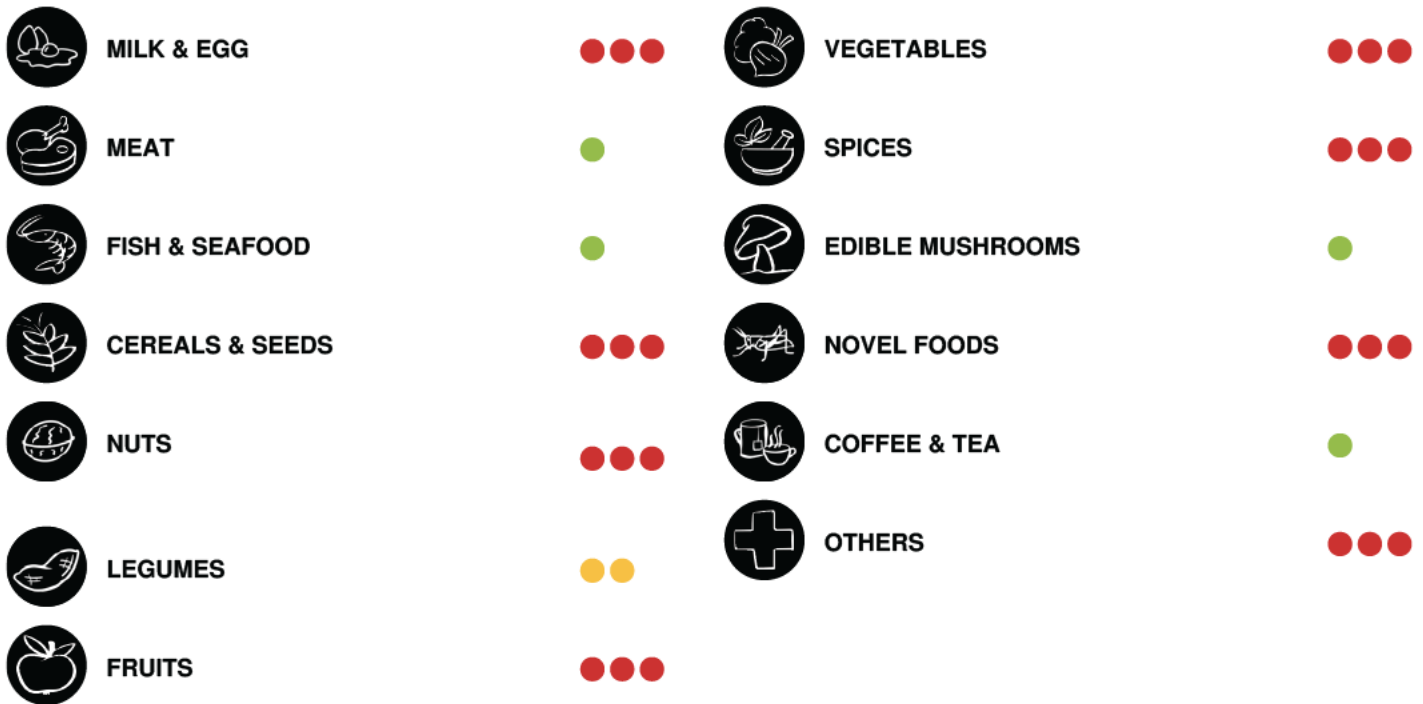 MILK & EGG
MEAT
FISH & SEAFOOD
CEREALS & SEEDS
NUTS
LEGUMES
FRUITS
VEGETABLES
SPICES
EDIBLE MUSHROOMS
NOVEL FOODS
COFFEE & TEA
OTHERS